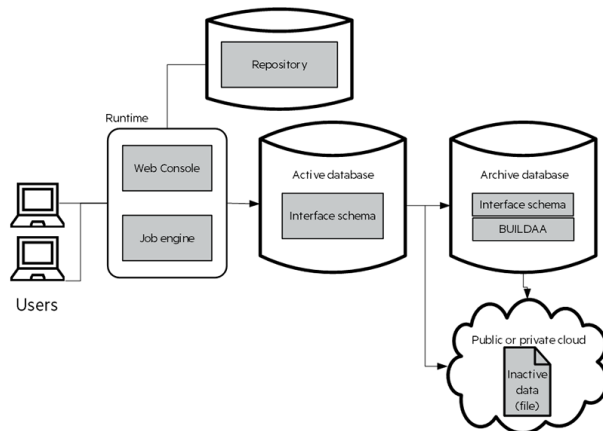 Repository
Runtime
Web Console
Job engine
Users
Active database
Interface schema
Archive database
Interface schema
BUILDAA
Public or private cloud
Inactive
data
(file)